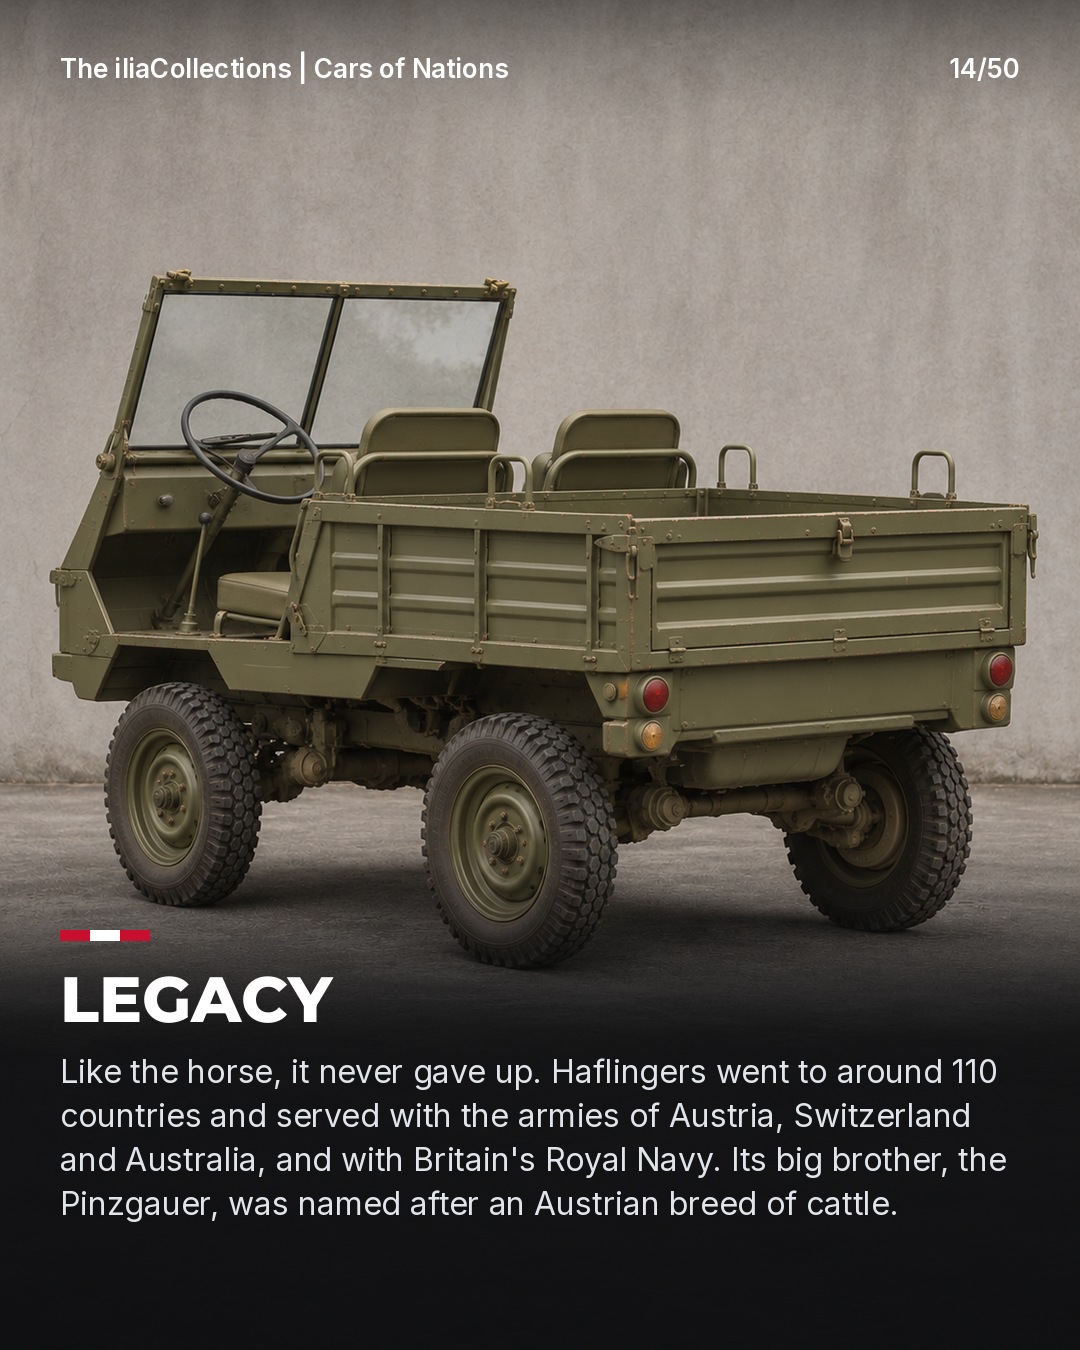 The iliaCollections | Cars of Nations
14/50
LEGACY
Like the horse, it never gave up. Haflingers went to around 110
countries and served with the armies of Austria, Switzerland
and Australia, and with Britain's Royal Navy. Its big brother, the
Pinzgauer, was named after an Austrian breed of cattle.